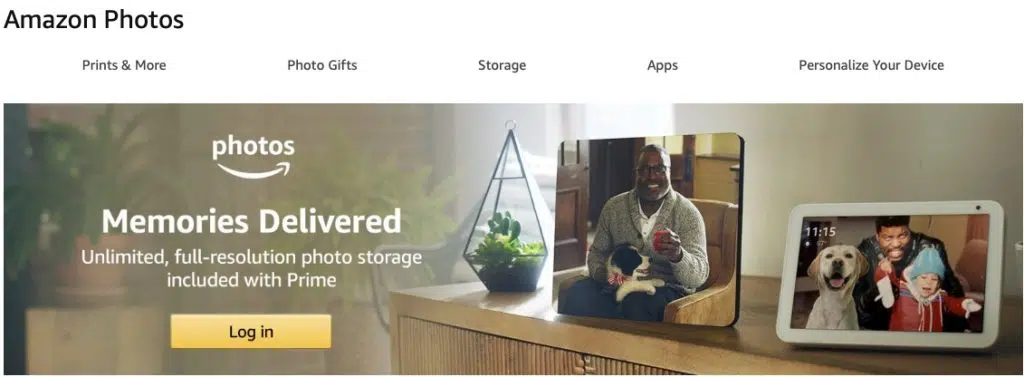 Amazon Photos
Prints & More
Photo Gifts
Storage
Apps
Personalize Your Device
photos
Memories Delivered
Unlimited, full-resolution photo storage
included with Prime
Log in
11:15